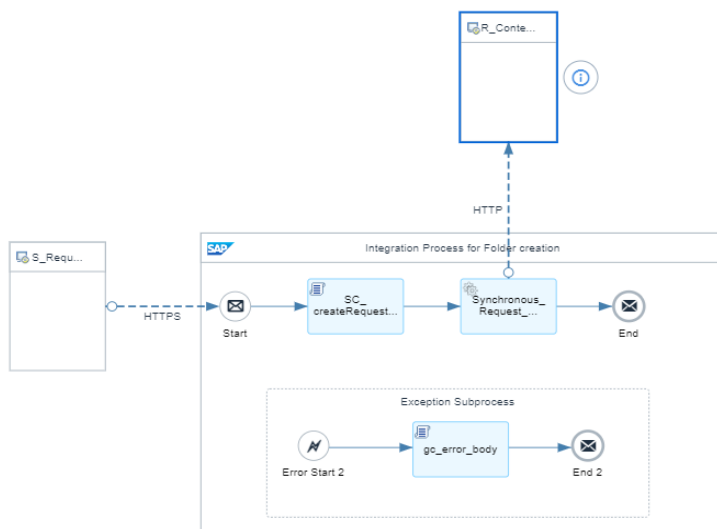 R_Conte...
HTTP
SAP
Integration Process for Folder creation
S_Requ...
HTTPS
Start
SC_
createRequest...
Synchronous_
Request_...
End
Exception Subprocess
Error Start 2
gc_error_body
End 2